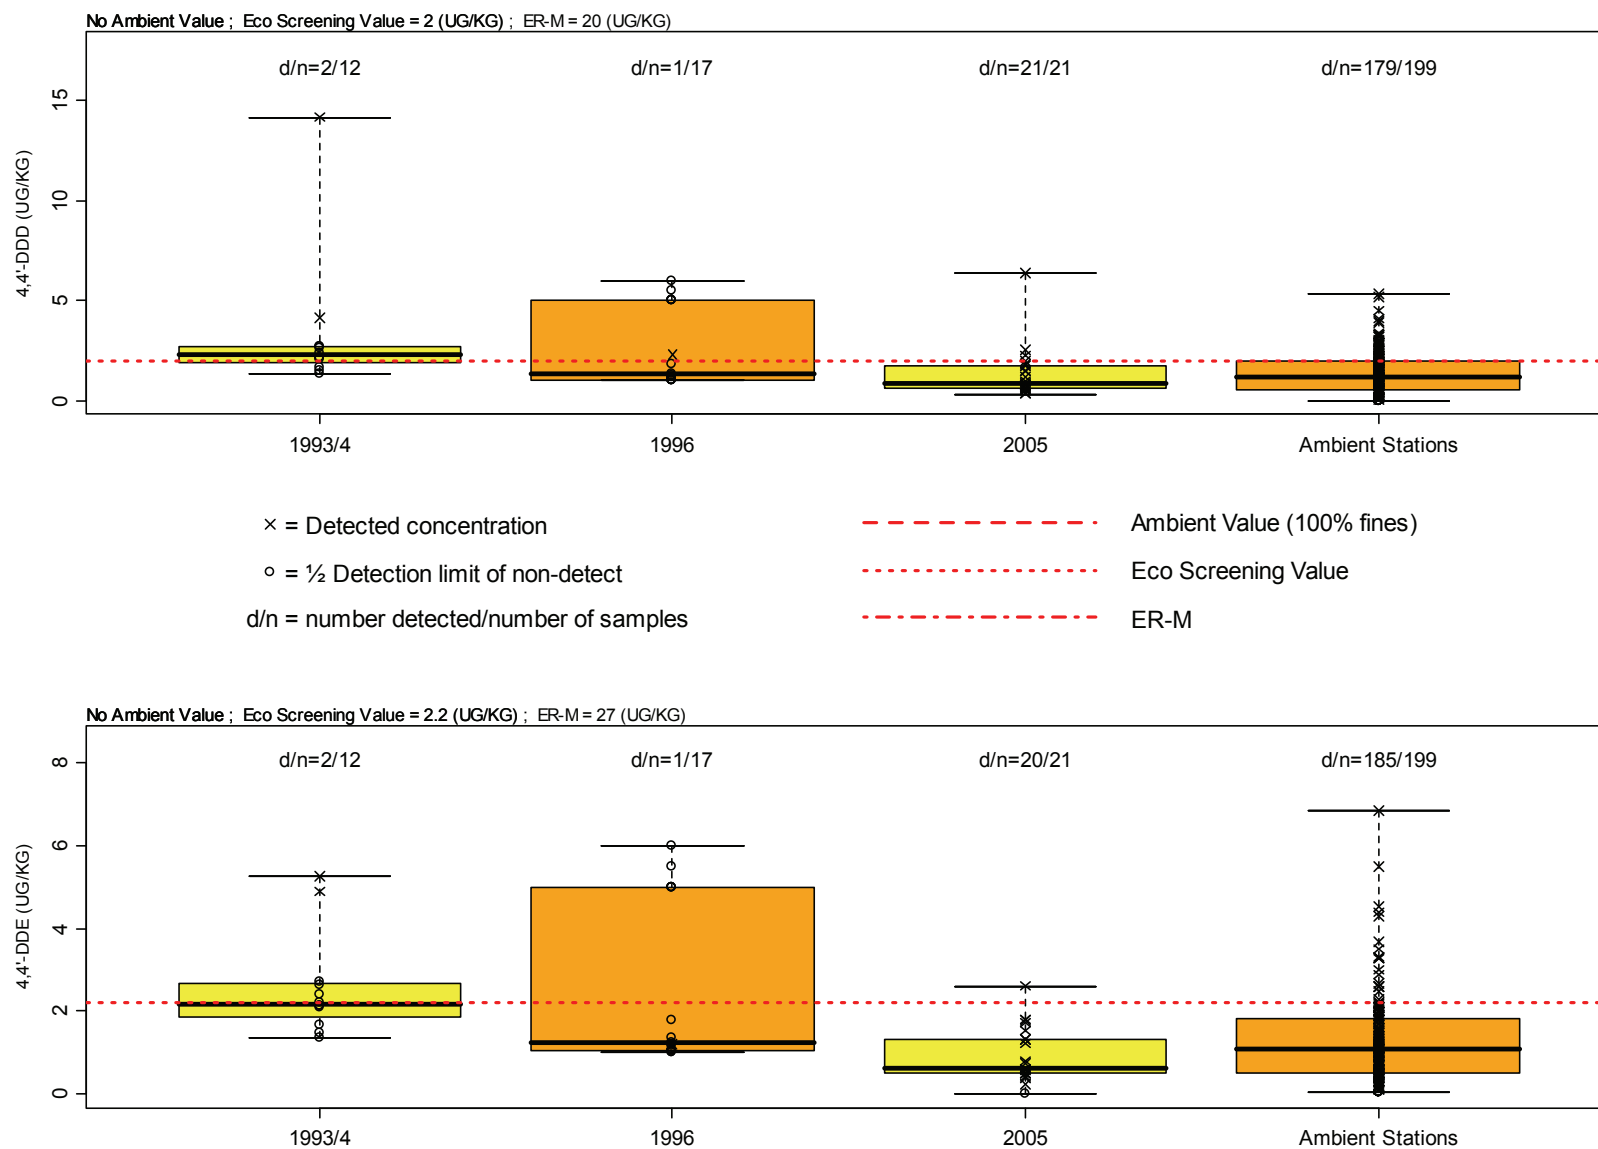 No Ambient Value ; Eco Screening Value = 2 (UG/KG) ; ER-M = 20 (UG/KG)
d/n=2/12 d/n=1/17 d/n=21/21 d/n=179/199
4,4'-DDD (UG/KG)
15
10
5
0
1993/4 1996 2005 Ambient Stations
× = Detected concentration
Ambient Value (100% fines)
o = ½ Detection limit of non-detect
Eco Screening Value
d/n = number detected/number of samples
ER-M
No Ambient Value ; Eco Screening Value = 2.2 (UG/KG) ; ER-M = 27 (UG/KG)
d/n=2/12 d/n=1/17 d/n=20/21 d/n=185/199
4,4'-DDE (UG/KG)
8
6
4
2
0
1993/4 1996 2005 Ambient Stations